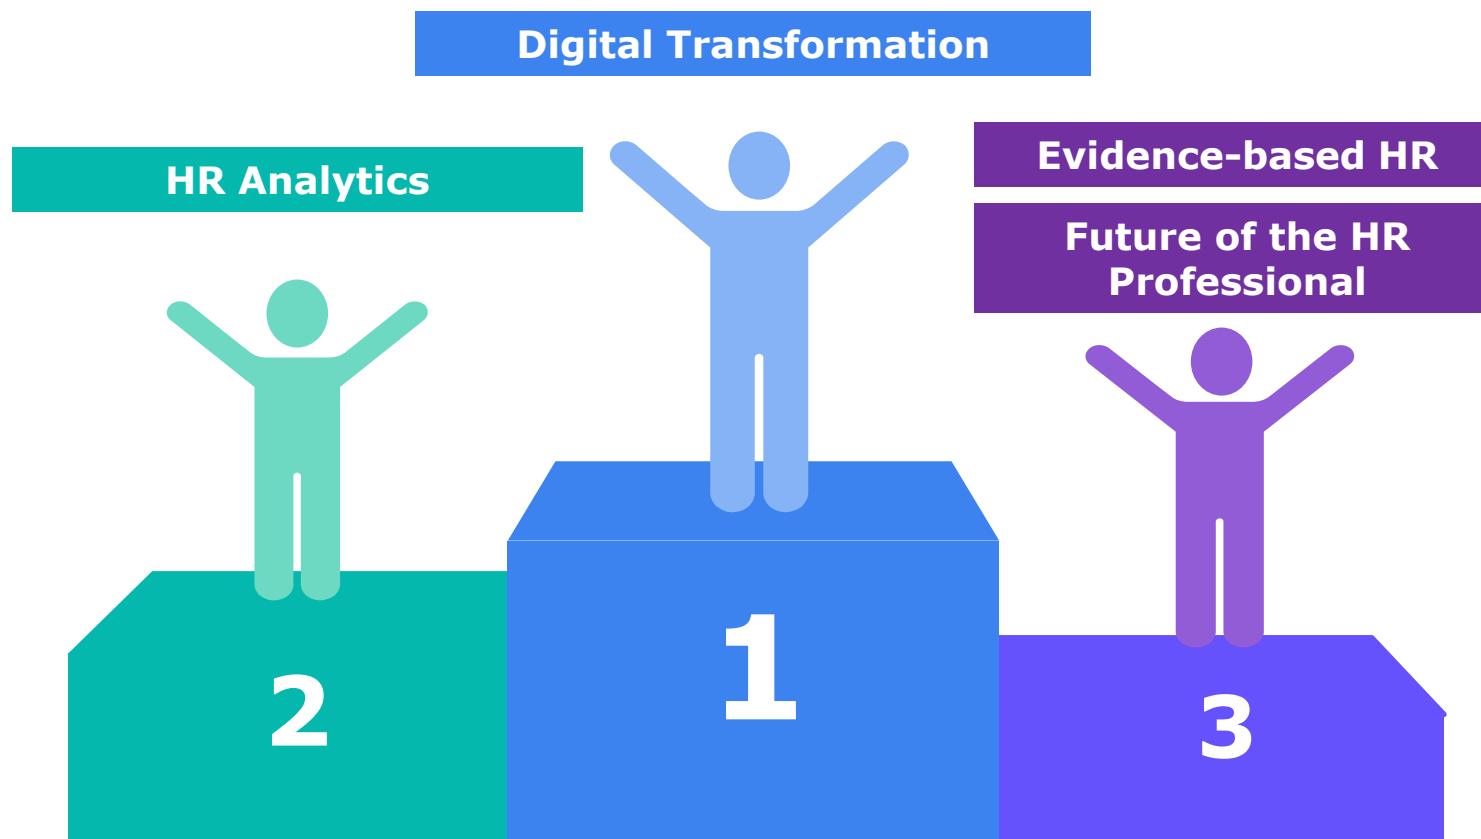 Digital Transformation
HR Analytics
Evidence-based HR
Future of the HR
Professional
1
2
3